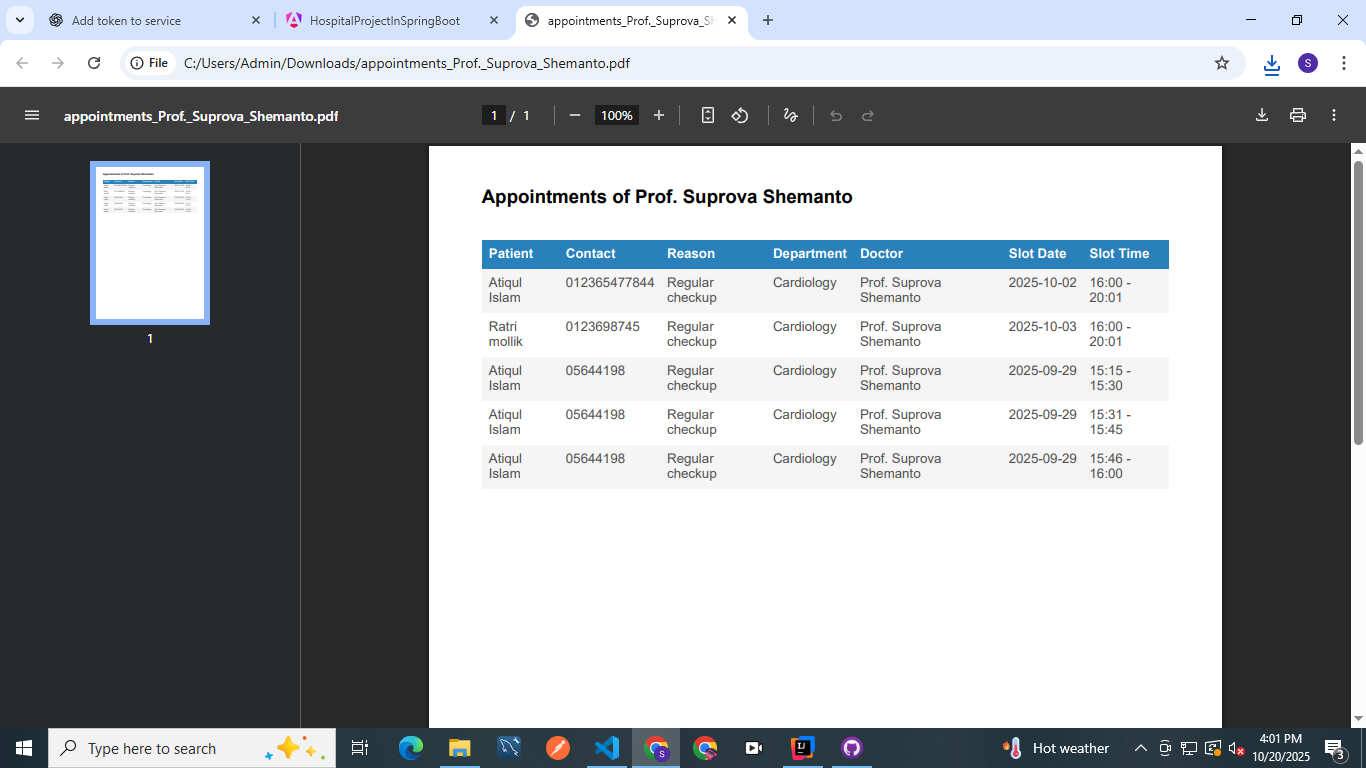 Add token to service
HospitalProjectInSpringBoot
appointments_Prof._Suprova_Sh
File
C:/Users/Admin/Downloads/appointments_Prof._Suprova_Shemanto.pdf
S
appointments_Prof._Suprova_Shemanto.pdf
1 / 1
100%
1
Appointments of Prof. Suprova Shemanto
Patient Contact Reason Department Doctor Slot Date Slot Time
Atiqul 012365477844 Regular Cardiology Prof. Suprova 2025-10-02 16:00 -
Islam checkup Shemanto 20:01
Ratri 0123698745 Regular Cardiology Prof. Suprova 2025-10-03 16:00 -
mollik checkup Shemanto 20:01
Atiqul 05644198 Regular Cardiology Prof. Suprova 2025-09-29 15:15 -
Islam checkup Shemanto 15:30
Atiqul 05644198 Regular Cardiology Prof. Suprova 2025-09-29 15:31 -
Islam checkup Shemanto 15:45
Atiqul 05644198 Regular Cardiology Prof. Suprova 2025-09-29 15:46 -
Islam checkup Shemanto 16:00
Type here to search
Hot weather
4:01 PM
10/20/2025
3